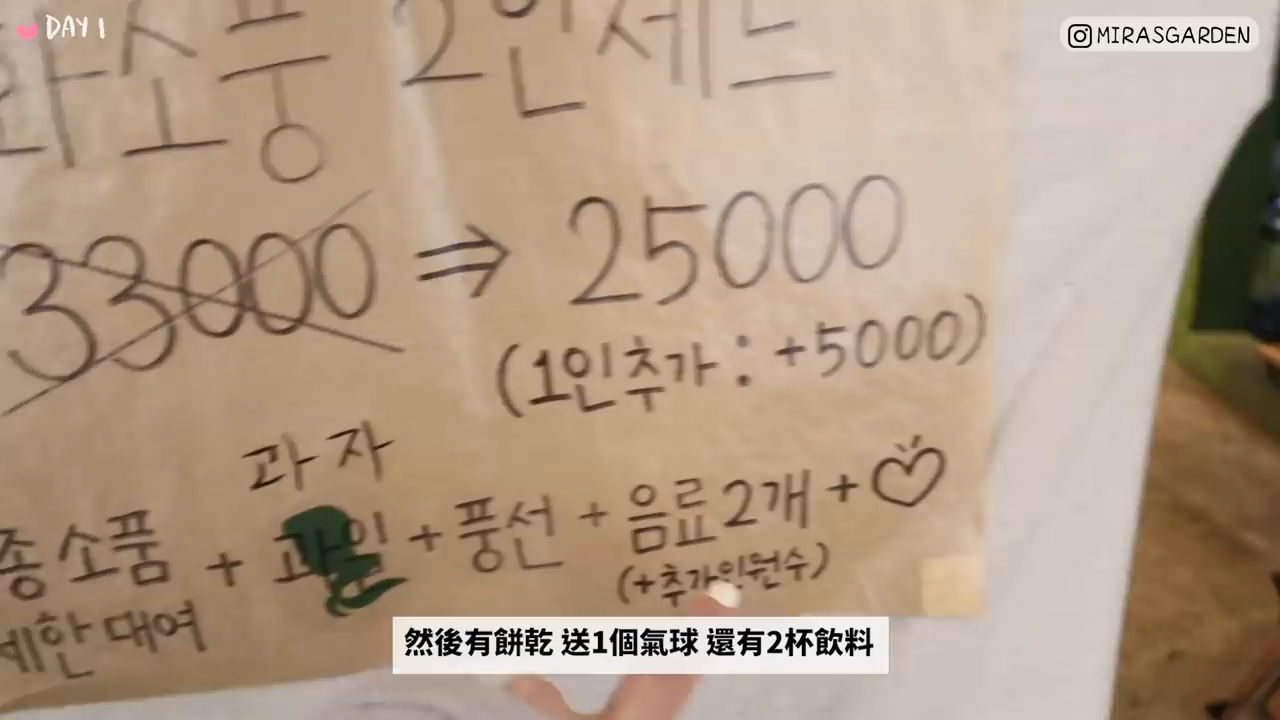 DAY 1
MIRASGARDEN
소풍 2인세트
33000 ⇒ 25000
(1인추가 : +5000)
과자
종소품 + 과일 + 풍선 + 음료2개 + ♡
(+추가인원수)
대여
然後有餅乾 送1個氣球 還有2杯飲料